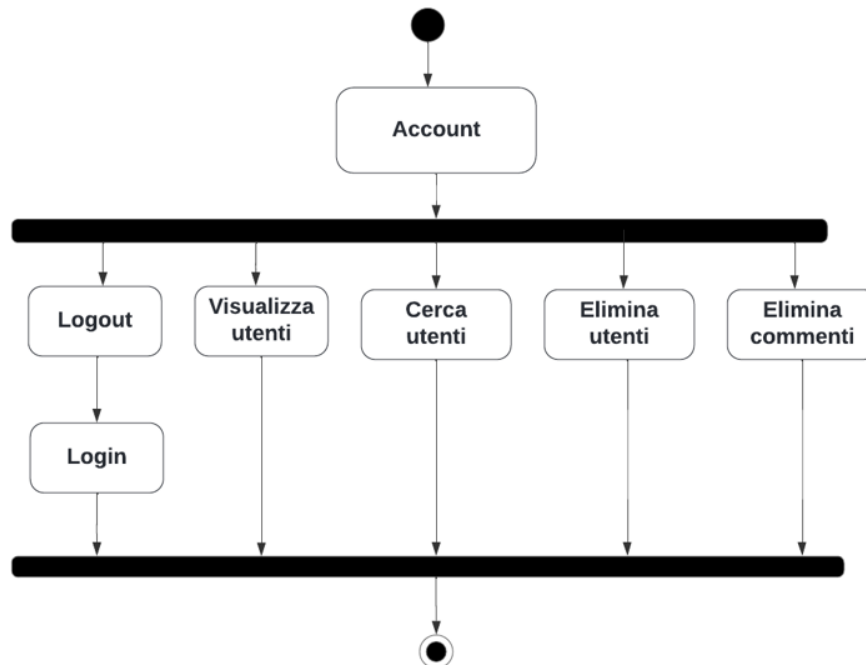 Account
Logout
Visualizza
utenti
Cerca
utenti
Elimina
utenti
Elimina
commenti
Login